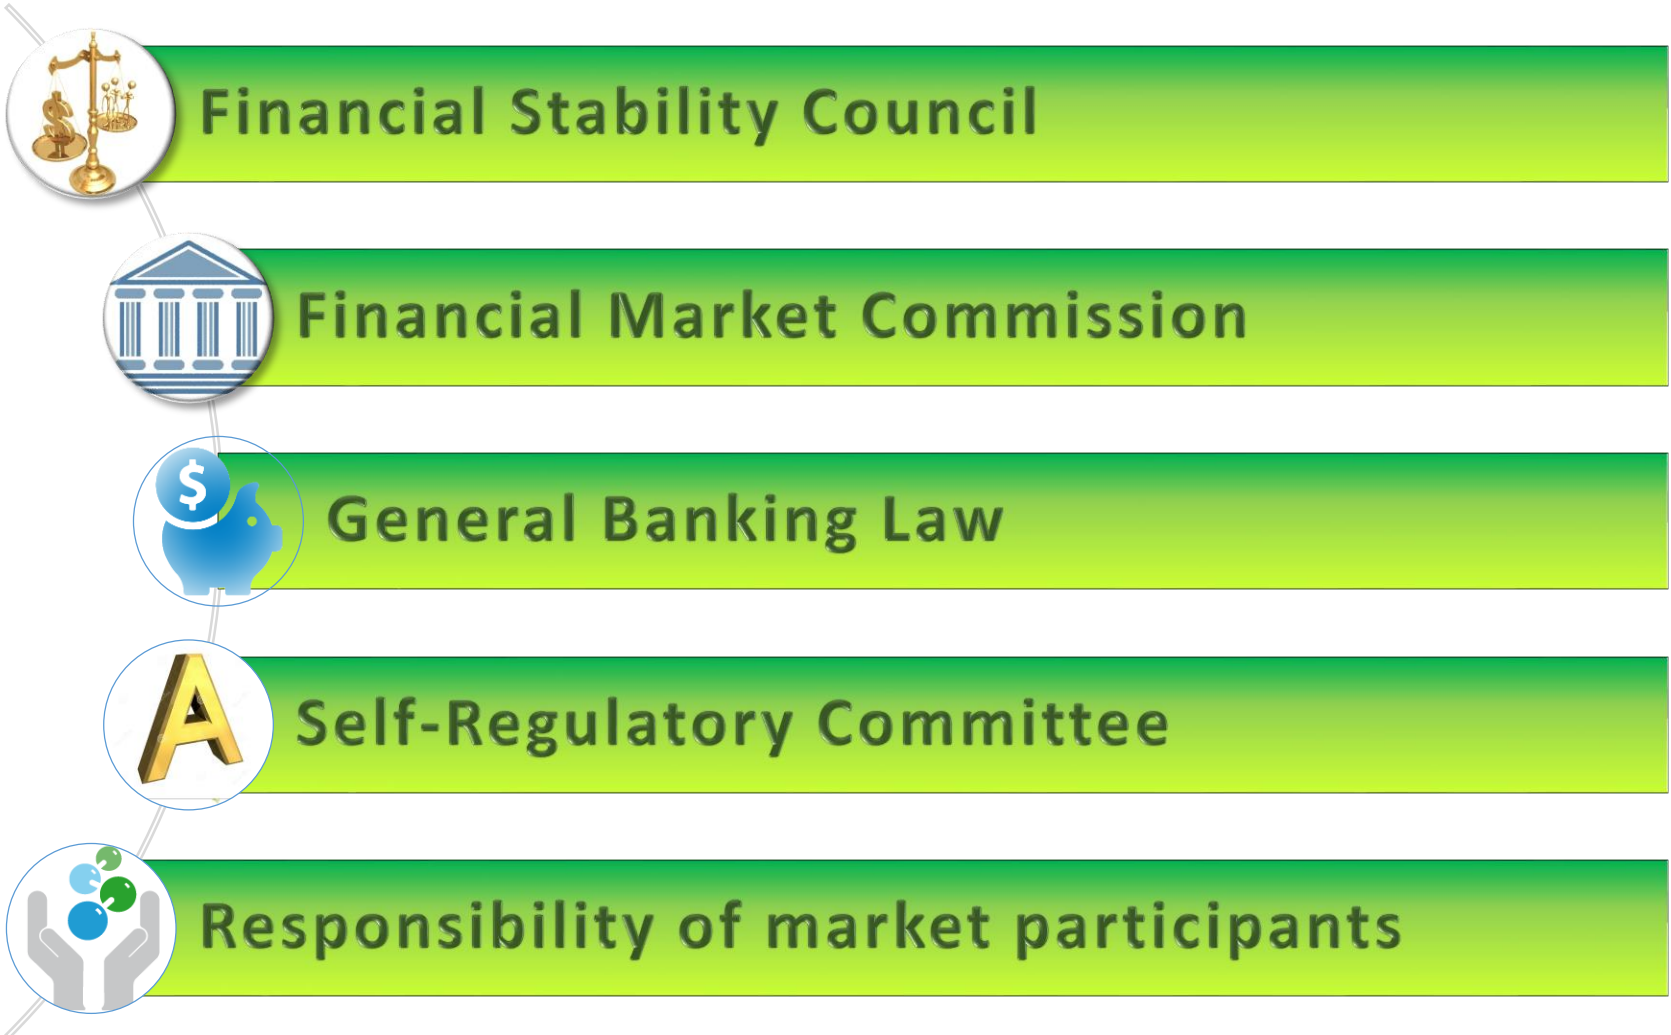 Financial Stability Council
Financial Market Commission
$
General Banking Law
A
Self-Regulatory Committee
Responsibility of market participants